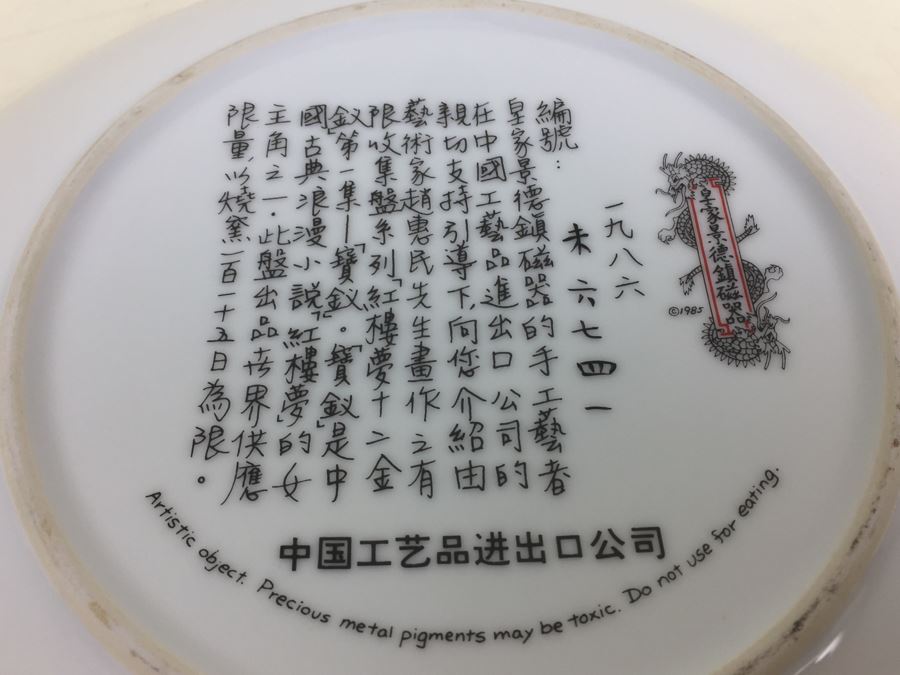 皇家景德鎮磁器
©1985
一九八六
編號：未六七四一
皇家景德鎮磁器的手工藝者
在中國工藝品進出口公司的
親切支持引導下，向您介紹由
藝術家趙惠民先生畫作之有
限收集盤系列「紅樓夢十二金
釵」第一集—「寶釵」。「寶釵」是中
國古典浪漫小說「紅樓夢」的女
主角之一．此盤出品世界供應
限量，以燒窯一百一十五日為限。
中国工艺品进出口公司
Artistic object. Precious metal pigments may be toxic. Do not use for eating.